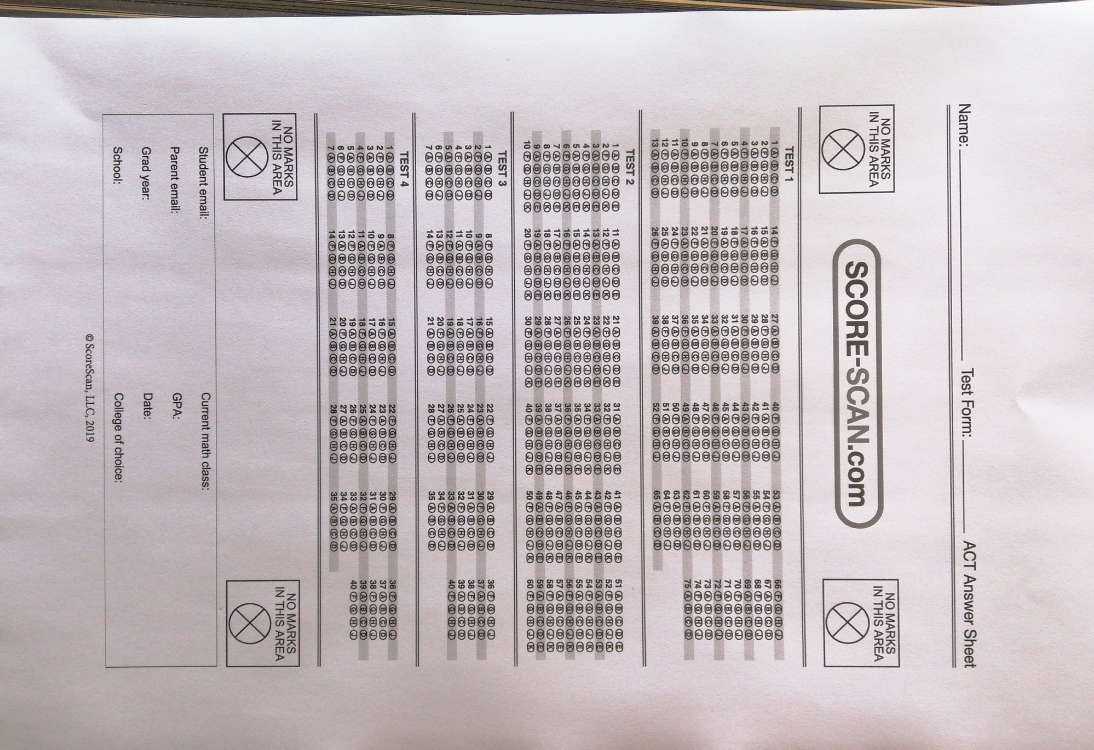 Name: Test Form: ACT Answer Sheet
NO MARKS
IN THIS AREA
SCORE-SCAN.com
NO MARKS
IN THIS AREA
TEST 1
1 A B C D 14 F G H J 27 A B C D 40 F G H J 53 A B C D 66 F G H J
2 F G H J 15 A B C D 28 F G H J 41 A B C D 54 F G H J 67 A B C D
3 A B C D 16 F G H J 29 A B C D 42 F G H J 55 A B C D 68 F G H J
4 F G H J 17 A B C D 30 F G H J 43 A B C D 56 F G H J 69 A B C D
5 A B C D 18 F G H J 31 A B C D 44 F G H J 57 A B C D 70 F G H J
6 F G H J 19 A B C D 32 F G H J 45 A B C D 58 F G H J 71 A B C D
7 A B C D 20 F G H J 33 A B C D 46 F G H J 59 A B C D 72 F G H J
8 F G H J 21 A B C D 34 F G H J 47 A B C D 60 F G H J 73 A B C D
9 A B C D 22 F G H J 35 A B C D 48 F G H J 61 A B C D 74 F G H J
10 F G H J 23 A B C D 36 F G H J 49 A B C D 62 F G H J 75 A B C D
11 A B C D 24 F G H J 37 A B C D 50 F G H J 63 A B C D
12 F G H J 25 A B C D 38 F G H J 51 A B C D 64 F G H J
13 A B C D 26 F G H J 39 A B C D 52 F G H J 65 A B C D
TEST 2
1 A B C D E 11 A B C D E 21 A B C D E 31 A B C D E 41 A B C D E 51 A B C D E
2 F G H J K 12 F G H J K 22 F G H J K 32 F G H J K 42 F G H J K 52 F G H J K
3 A B C D E 13 A B C D E 23 A B C D E 33 A B C D E 43 A B C D E 53 A B C D E
4 F G H J K 14 F G H J K 24 F G H J K 34 F G H J K 44 F G H J K 54 F G H J K
5 A B C D E 15 A B C D E 25 A B C D E 35 A B C D E 45 A B C D E 55 A B C D E
6 F G H J K 16 F G H J K 26 F G H J K 36 F G H J K 46 F G H J K 56 F G H J K
7 A B C D E 17 A B C D E 27 A B C D E 37 A B C D E 47 A B C D E 57 A B C D E
8 F G H J K 18 F G H J K 28 F G H J K 38 F G H J K 48 F G H J K 58 F G H J K
9 A B C D E 19 A B C D E 29 A B C D E 39 A B C D E 49 A B C D E 59 A B C D E
10 F G H J K 20 F G H J K 30 F G H J K 40 F G H J K 50 F G H J K 60 F G H J K
TEST 3
1 A B C D 8 F G H J 15 A B C D 22 F G H J 29 A B C D 36 F G H J
2 F G H J 9 A B C D 16 F G H J 23 A B C D 30 F G H J 37 A B C D
3 A B C D 10 F G H J 17 A B C D 24 F G H J 31 A B C D 38 F G H J
4 F G H J 11 A B C D 18 F G H J 25 A B C D 32 F G H J 39 A B C D
5 A B C D 12 F G H J 19 A B C D 26 F G H J 33 A B C D 40 F G H J
6 F G H J 13 A B C D 20 F G H J 27 A B C D 34 F G H J
7 A B C D 14 F G H J 21 A B C D 28 F G H J 35 A B C D
TEST 4
1 A B C D 8 F G H J 15 A B C D 22 F G H J 29 A B C D 36 F G H J
2 F G H J 9 A B C D 16 F G H J 23 A B C D 30 F G H J 37 A B C D
3 A B C D 10 F G H J 17 A B C D 24 F G H J 31 A B C D 38 F G H J
4 F G H J 11 A B C D 18 F G H J 25 A B C D 32 F G H J 39 A B C D
5 A B C D 12 F G H J 19 A B C D 26 F G H J 33 A B C D 40 F G H J
6 F G H J 13 A B C D 20 F G H J 27 A B C D 34 F G H J
7 A B C D 14 F G H J 21 A B C D 28 F G H J 35 A B C D
NO MARKS
IN THIS AREA
NO MARKS
IN THIS AREA
Student email: Current math class:
Parent email: GPA:
Grad year: Date:
School: College of choice:
© ScoreScan, LLC, 2019